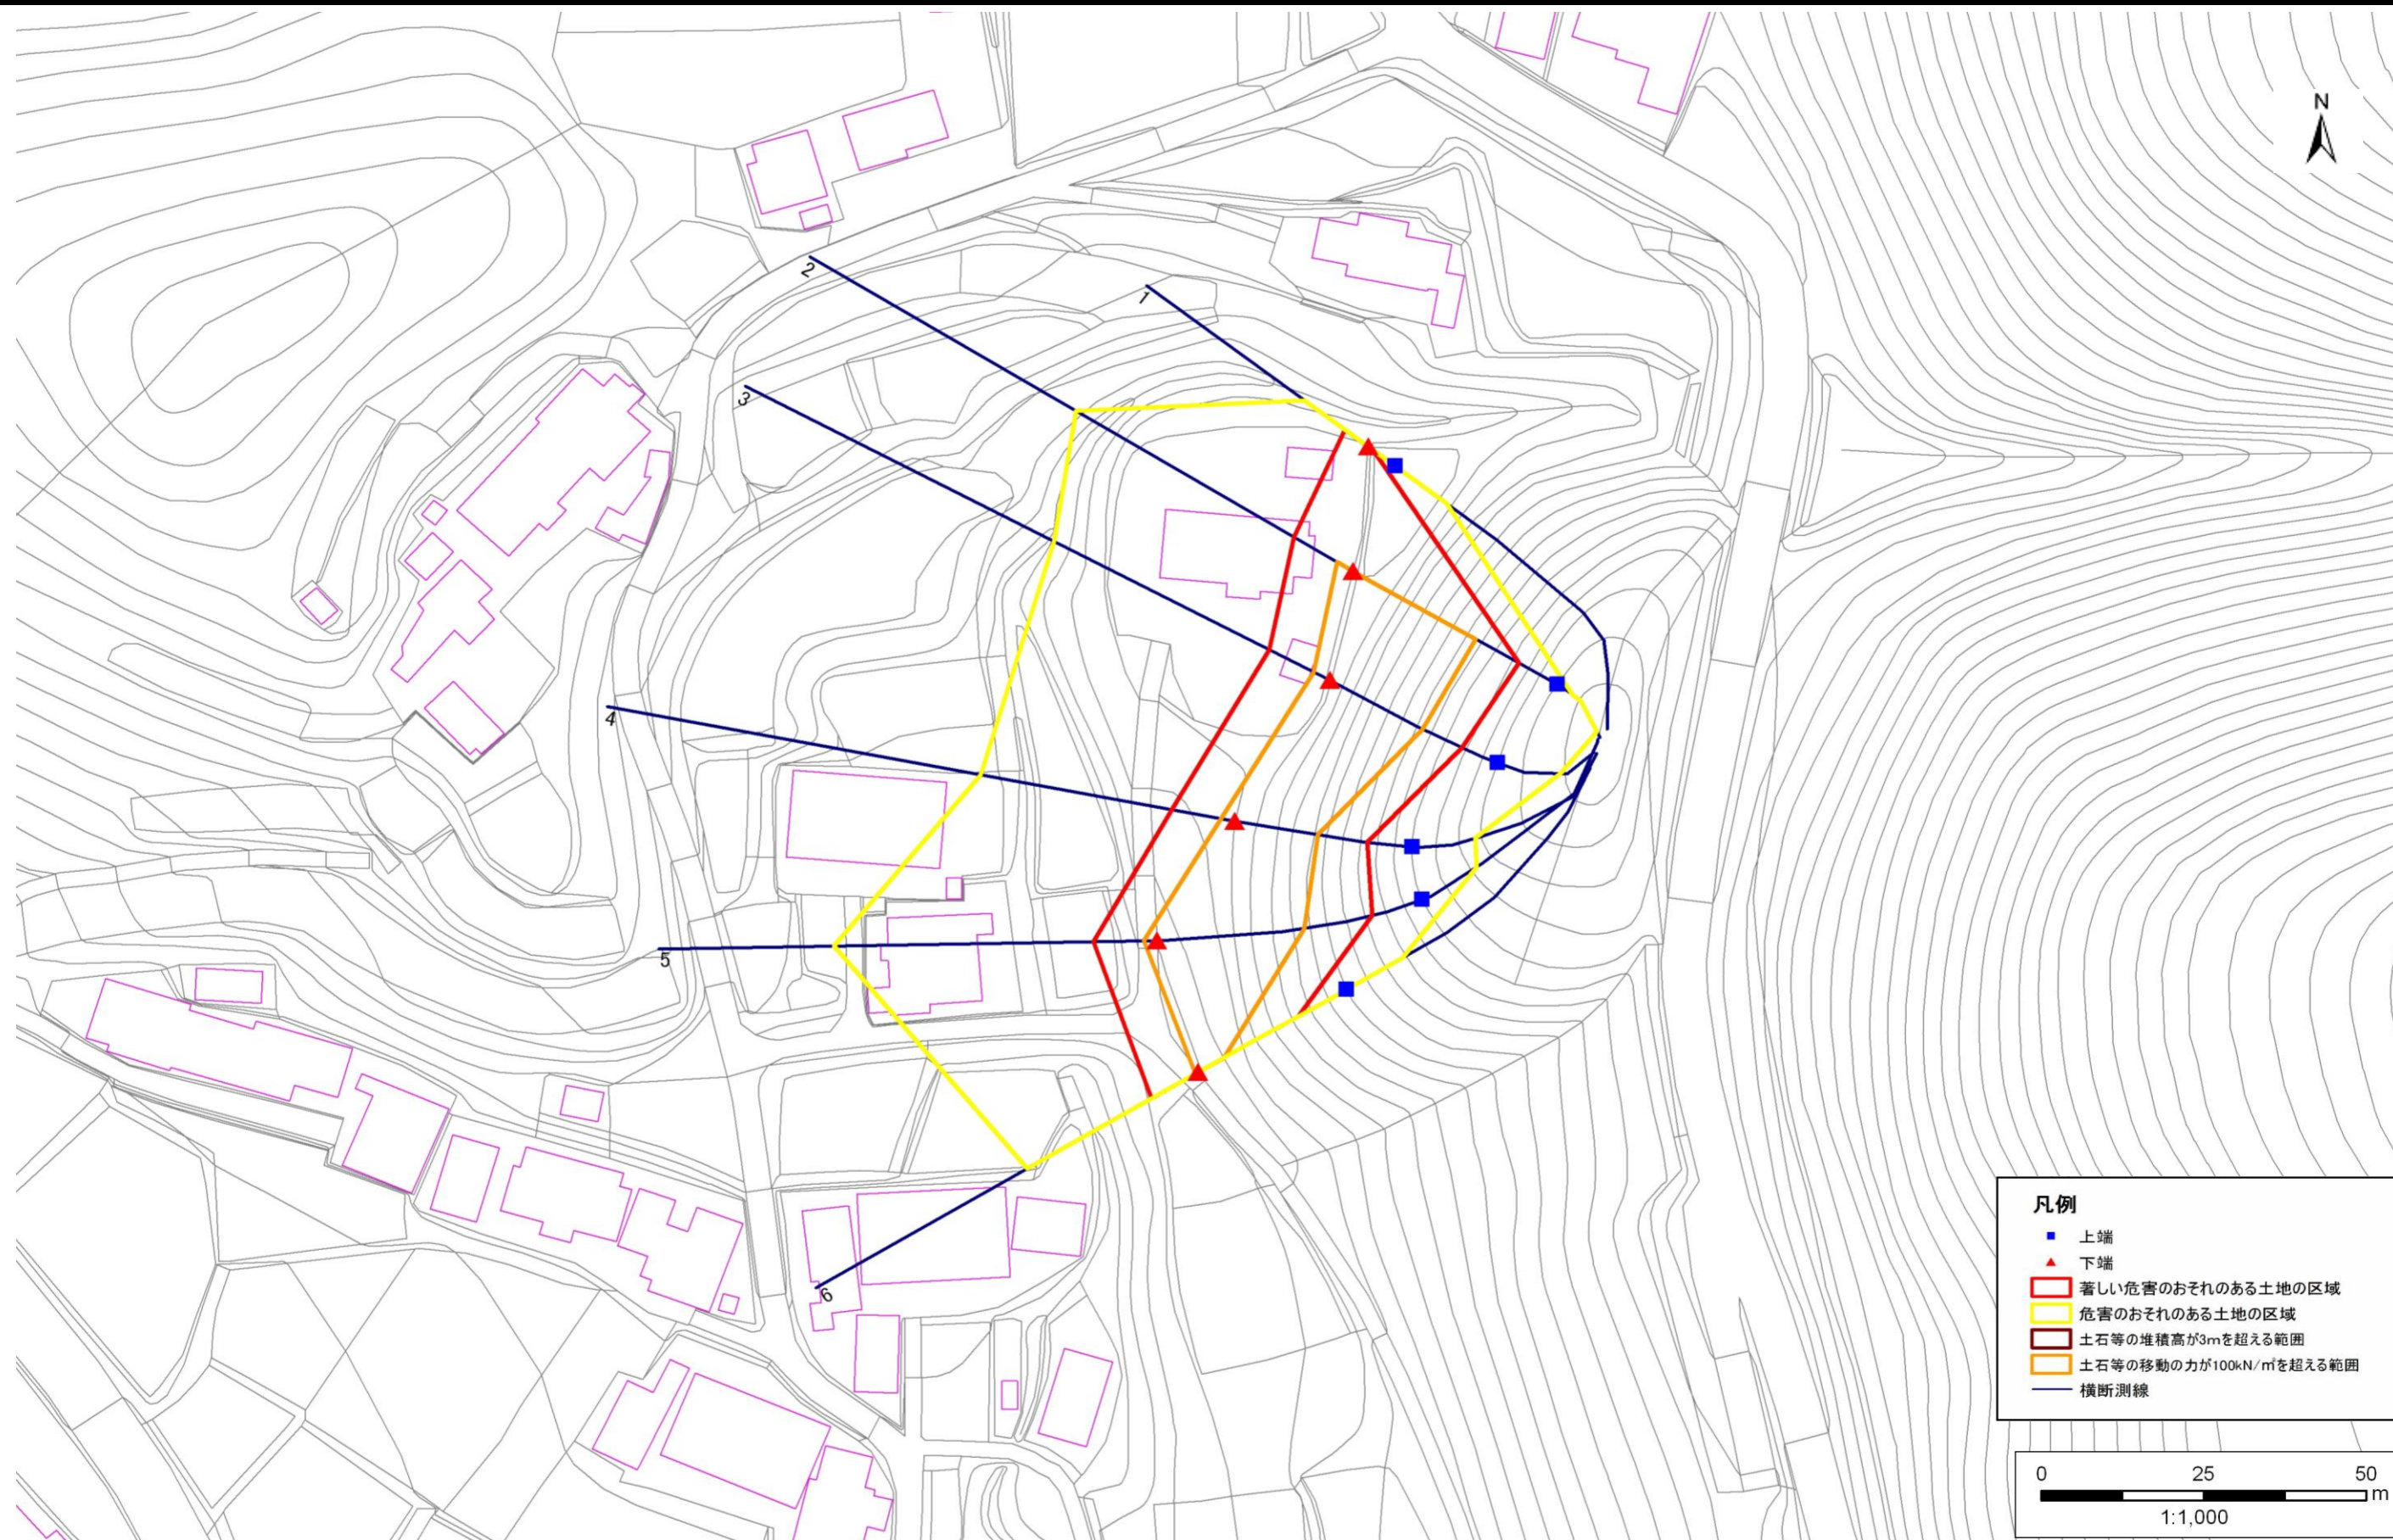 N
2
1
3
4
5
6
凡例
上端
下端
著しい危害のおそれのある土地の区域
危害のおそれのある土地の区域
土石等の堆積高が3mを超える範囲
土石等の移動の力が100kN/㎡を超える範囲
横断測線
0 25 50
m
1:1,000